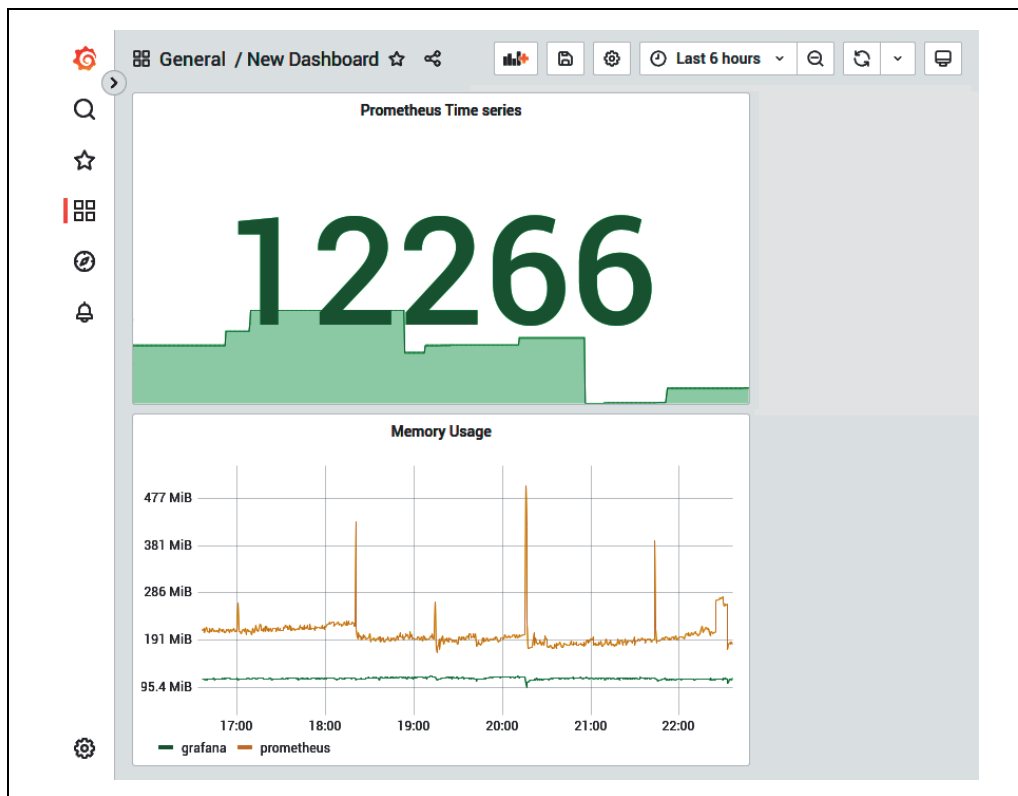 General / New Dashboard
Last 6 hours
Prometheus Time series
12266
Memory Usage
477 MiB
381 MiB
286 MiB
191 MiB
95.4 MiB
17:00 18:00 19:00 20:00 21:00 22:00
grafana prometheus